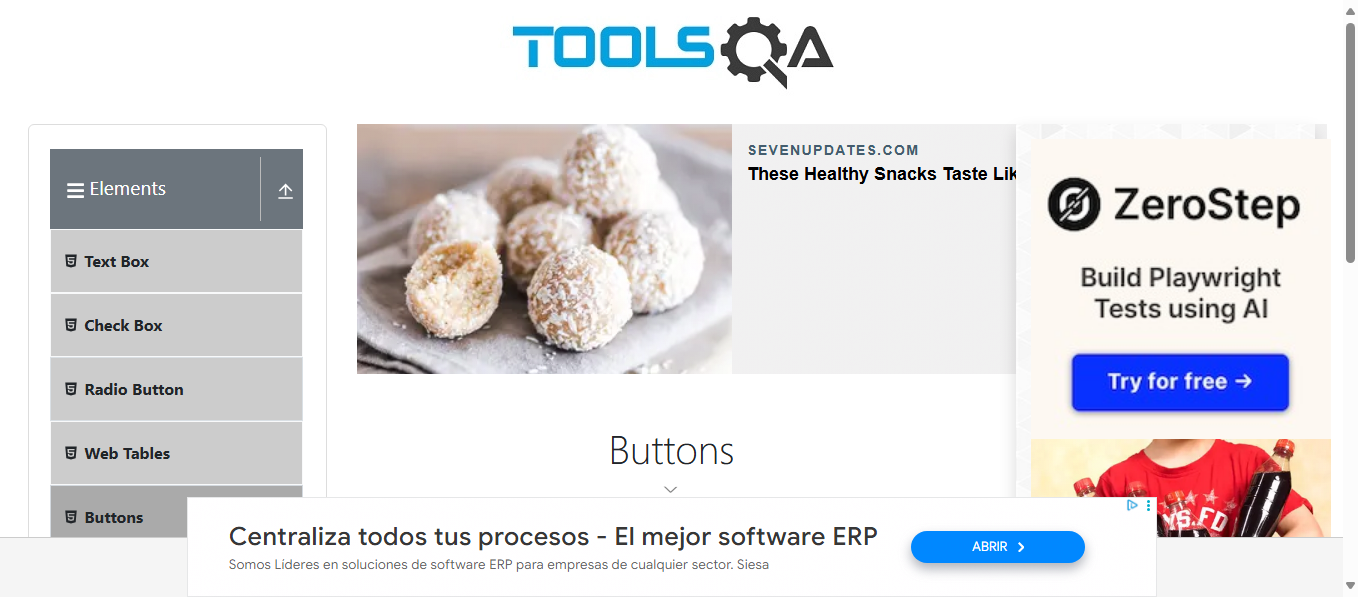 TOOLSQA
Elements
Text Box
Check Box
Radio Button
Web Tables
Buttons
SEVENUPDATES.COM
These Healthy Snacks Taste Lik
ZeroStep
Build Playwright
Tests using AI
Try for free →
Buttons
Centraliza todos tus procesos - El mejor software ERP
Somos Líderes en soluciones de software ERP para empresas de cualquier sector. Siesa
ABRIR